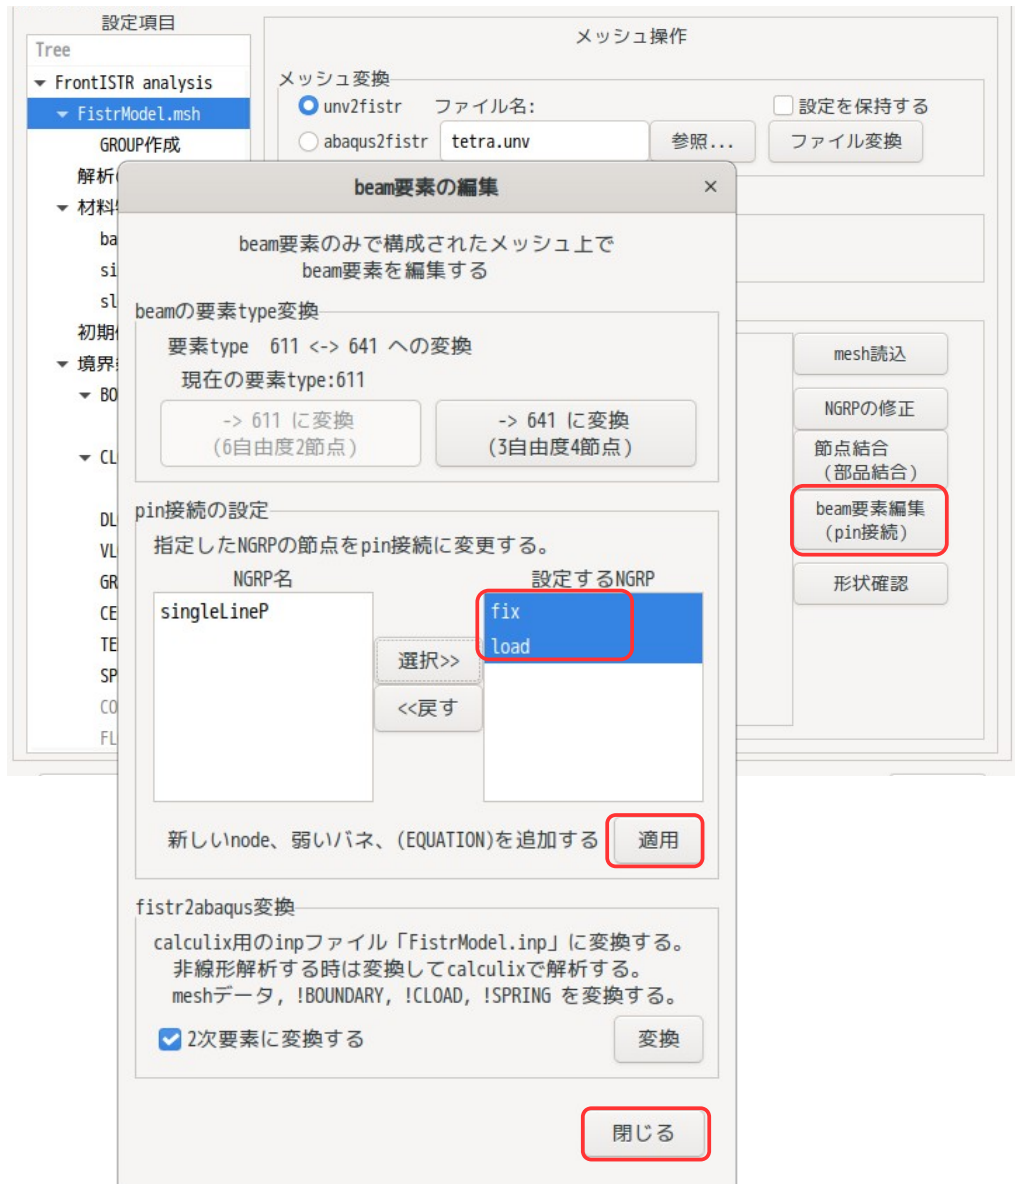 設定項目
Tree
FrontISTR analysis
FistrModel.msh
GROUP作成
解析
材料
ba
si
sl
初期
境界
BO
CL
DL
VL
GR
CE
TE
SP
CO
FL
メッシュ操作
メッシュ変換
unv2fistr ファイル名: 設定を保持する
abaqus2fistr tetra.unv 参照... ファイル変換
mesh読込
NGRPの修正
節点結合
(部品結合)
beam要素編集
(pin接続)
形状確認
beam要素の編集 ×
beam要素のみで構成されたメッシュ上で
beam要素を編集する
beamの要素type変換
要素type 611 <-> 641 への変換
現在の要素type:611
-> 611 に変換
(6自由度2節点)
-> 641 に変換
(3自由度4節点)
pin接続の設定
指定したNGRPの節点をpin接続に変更する。
NGRP名 設定するNGRP
singleLineP
fix
load
選択>>
<<戻す
新しいnode、弱いバネ、(EQUATION)を追加する 適用
fistr2abaqus変換
calculix用のinpファイル「FistrModel.inp」に変換する。
非線形解析する時は変換してcalculixで解析する。
meshデータ, !BOUNDARY, !CLOAD, !SPRING を変換する。
2次要素に変換する 変換
閉じる